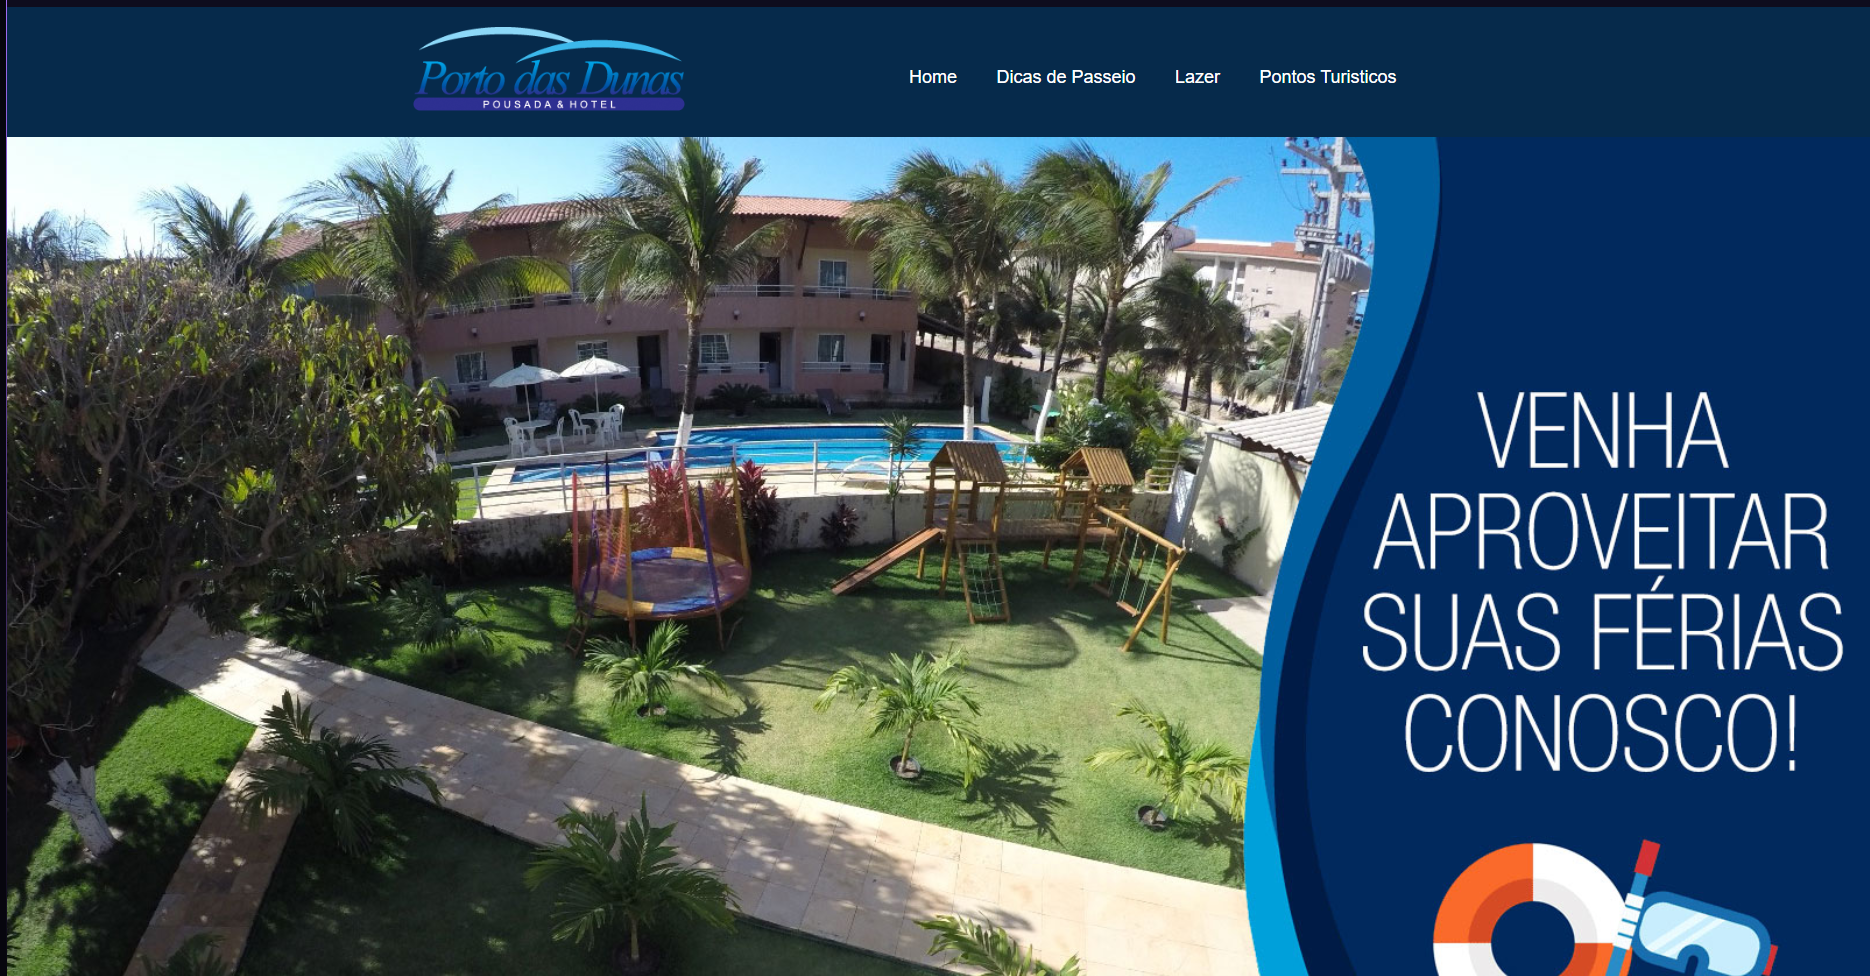 Porto das Dunas
POUSADA & HOTEL
Home Dicas de Passeio Lazer Pontos Turisticos
VENHA
APROVEITAR
SUAS FÉRIAS
CONOSCO!